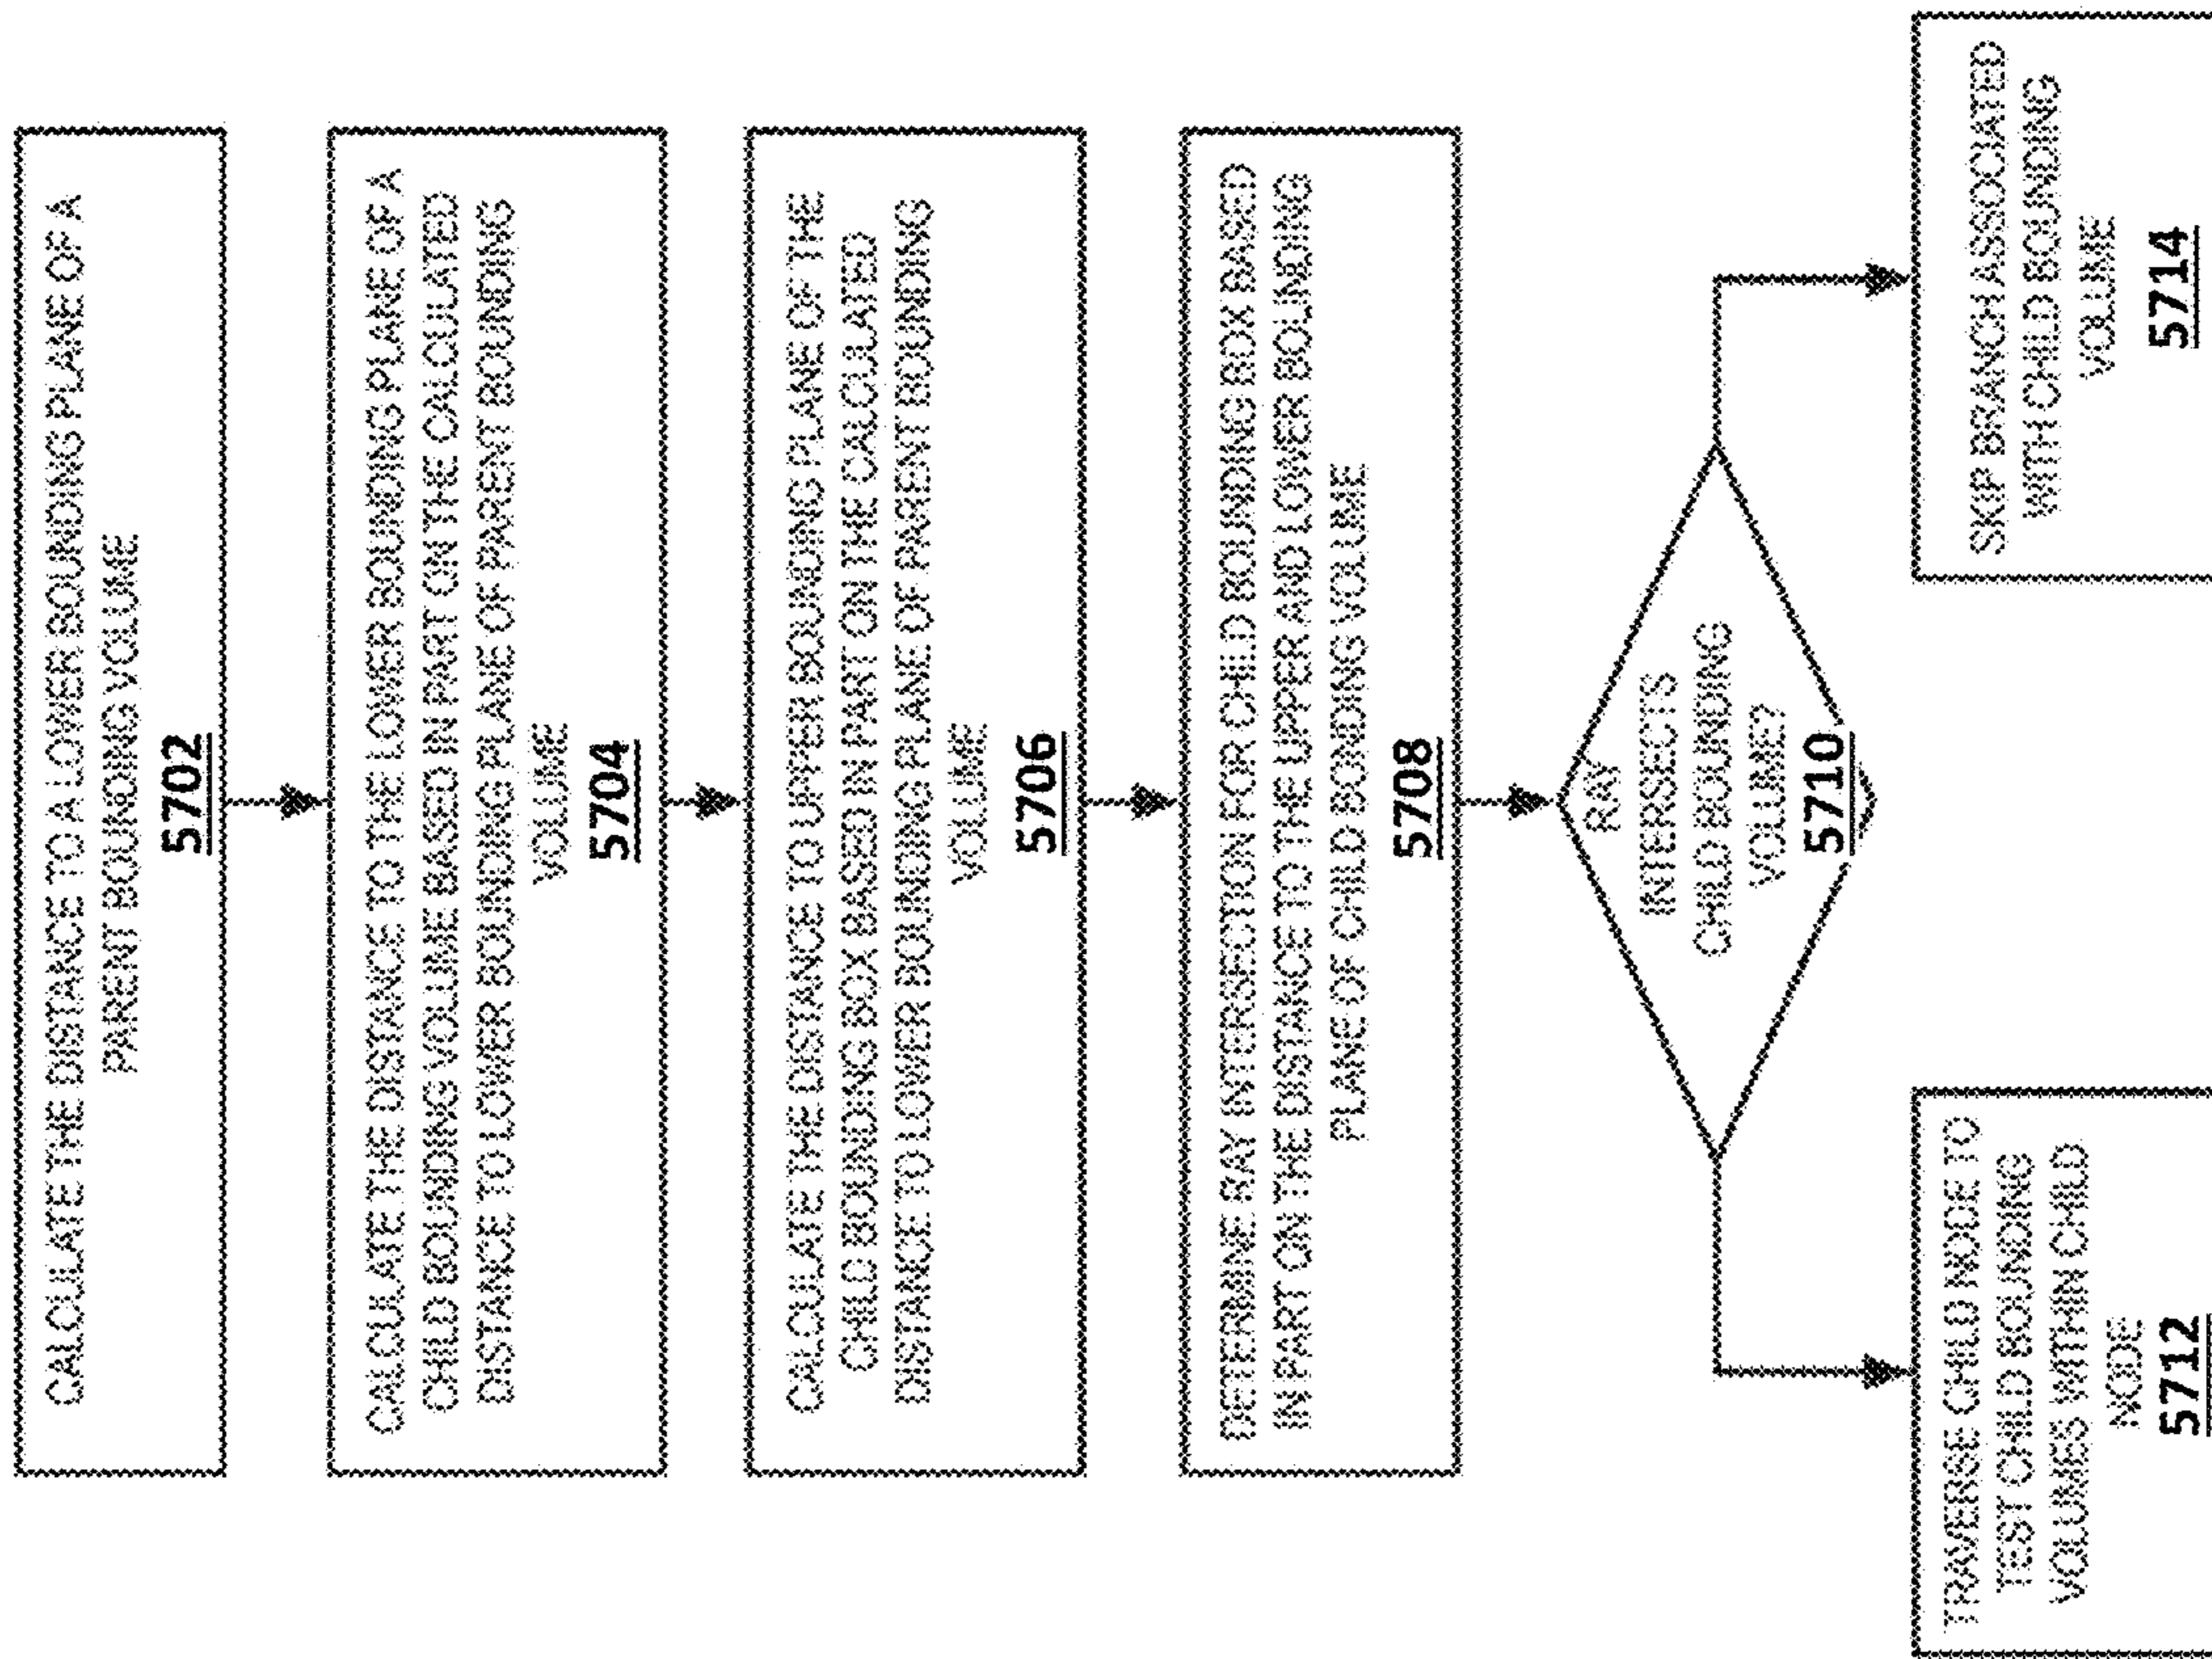 CALCULATE THE DISTANCE TO A LOWER BOUNDING PLANE OF A
PARENT BOUNDING VOLUME
5702
CALCULATE THE DISTANCE TO THE LOWER BOUNDING PLANE OF A
CHILD BOUNDING VOLUME BASED IN PART ON THE CALCULATED
DISTANCE TO LOWER BOUNDING PLANE OF PARENT BOUNDING
VOLUME
5704
CALCULATE THE DISTANCE TO UPPER BOUNDING PLANE OF THE
CHILD BOUNDING BOX BASED IN PART ON THE CALCULATED
DISTANCE TO LOWER BOUNDING PLANE OF PARENT BOUNDING
VOLUME
5706
DETERMINE RAY INTERSECTION FOR CHILD BOUNDING BOX BASED
IN PART ON THE DISTANCE TO THE UPPER AND LOWER BOUNDING
PLANE OF CHILD BONDING VOLUME
5708
RAY
INTERSECTS
CHILD BOUNDING
VOLUME?
5710
TRAVERSE CHILD NODE TO
TEST CHILD BOUNDING
VOLUMES WITHIN CHILD
NODE
5712
SKIP BRANCH ASSOCIATED
WITH CHILD BOUNDING
VOLUME
5714